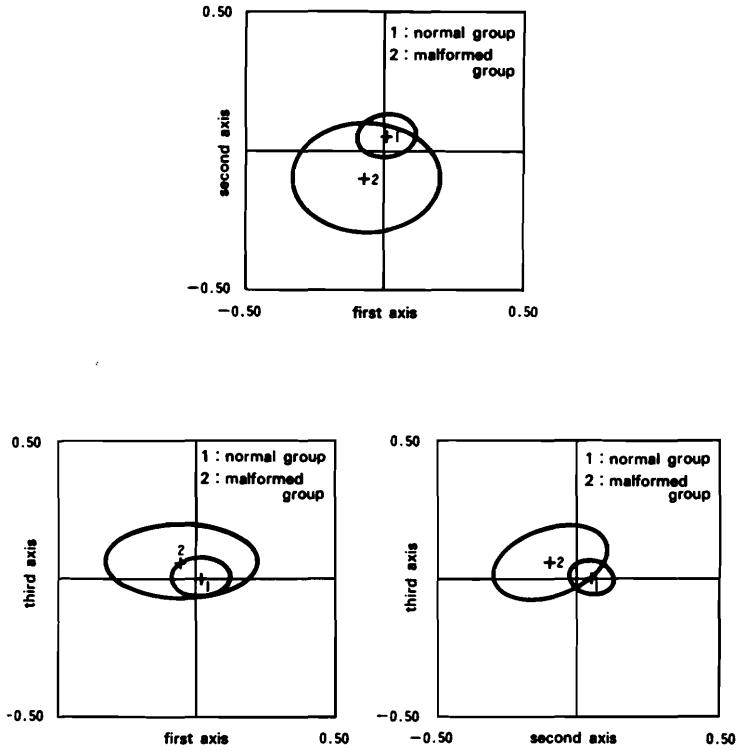 0.50
1 : normal group
2 : malformed
group
+1
+2
second axis
−0.50
−0.50
first axis
0.50
0.50
1 : normal group
2 : malformed
group
2
1
third axis
-0.50
first axis
0.50
0.50
1 : normal group
2 : malformed
group
+2
1
third axis
−0.50
−0.50
second axis
0.50